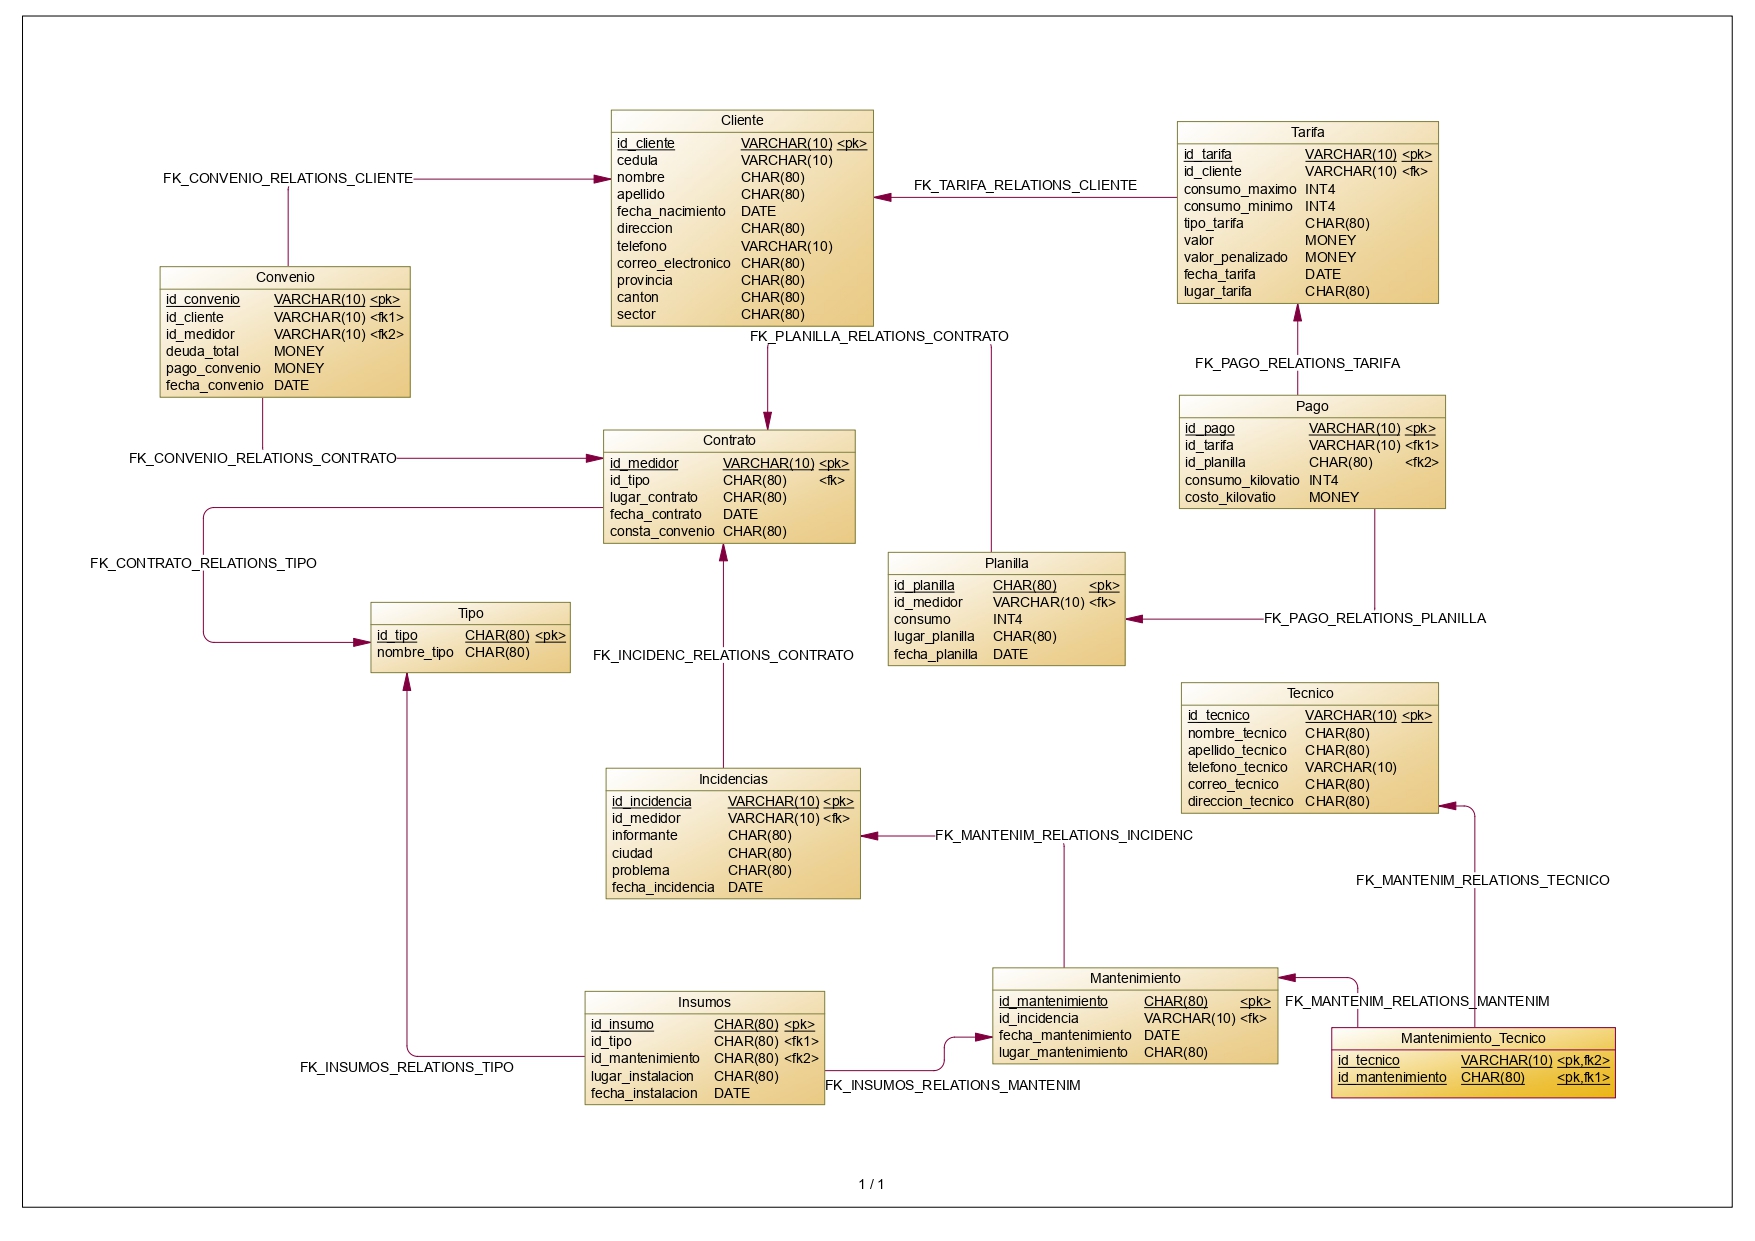 Cliente
id_cliente VARCHAR(10) <pk>
cedula VARCHAR(10)
nombre CHAR(80)
apellido CHAR(80)
fecha_nacimiento DATE
direccion CHAR(80)
telefono VARCHAR(10)
correo_electronico CHAR(80)
provincia CHAR(80)
canton CHAR(80)
sector CHAR(80)
Tarifa
id_tarifa VARCHAR(10) <pk>
id_cliente VARCHAR(10) <fk>
consumo_maximo INT4
consumo_minimo INT4
tipo_tarifa CHAR(80)
valor MONEY
valor_penalizado MONEY
fecha_tarifa DATE
lugar_tarifa CHAR(80)
FK_CONVENIO_RELATIONS_CLIENTE
FK_TARIFA_RELATIONS_CLIENTE
Convenio
id_convenio VARCHAR(10) <pk>
id_cliente VARCHAR(10) <fk1>
id_medidor VARCHAR(10) <fk2>
deuda_total MONEY
pago_convenio MONEY
fecha_convenio DATE
FK_PLANILLA_RELATIONS_CONTRATO
FK_PAGO_RELATIONS_TARIFA
Pago
id_pago VARCHAR(10) <pk>
id_tarifa VARCHAR(10) <fk1>
id_planilla CHAR(80) <fk2>
consumo_kilovatio INT4
costo_kilovatio MONEY
FK_CONVENIO_RELATIONS_CONTRATO
Contrato
id_medidor VARCHAR(10) <pk>
id_tipo CHAR(80) <fk>
lugar_contrato CHAR(80)
fecha_contrato DATE
consta_convenio CHAR(80)
FK_CONTRATO_RELATIONS_TIPO
Planilla
id_planilla CHAR(80) <pk>
id_medidor VARCHAR(10) <fk>
consumo INT4
lugar_planilla CHAR(80)
fecha_planilla DATE
FK_PAGO_RELATIONS_PLANILLA
Tipo
id_tipo CHAR(80) <pk>
nombre_tipo CHAR(80)
FK_INCIDENC_RELATIONS_CONTRATO
Tecnico
id_tecnico VARCHAR(10) <pk>
nombre_tecnico CHAR(80)
apellido_tecnico CHAR(80)
telefono_tecnico VARCHAR(10)
correo_tecnico CHAR(80)
direccion_tecnico CHAR(80)
Incidencias
id_incidencia VARCHAR(10) <pk>
id_medidor VARCHAR(10) <fk>
informante CHAR(80)
ciudad CHAR(80)
problema CHAR(80)
fecha_incidencia DATE
FK_MANTENIM_RELATIONS_INCIDENC
FK_MANTENIM_RELATIONS_TECNICO
Mantenimiento
id_mantenimiento CHAR(80) <pk>
id_incidencia VARCHAR(10) <fk>
fecha_mantenimiento DATE
lugar_mantenimiento CHAR(80)
FK_MANTENIM_RELATIONS_MANTENIM
Insumos
id_insumo CHAR(80) <pk>
id_tipo CHAR(80) <fk1>
id_mantenimiento CHAR(80) <fk2>
lugar_instalacion CHAR(80)
fecha_instalacion DATE
Mantenimiento_Tecnico
id_tecnico VARCHAR(10) <pk,fk2>
id_mantenimiento CHAR(80) <pk,fk1>
FK_INSUMOS_RELATIONS_TIPO
FK_INSUMOS_RELATIONS_MANTENIM
1 / 1